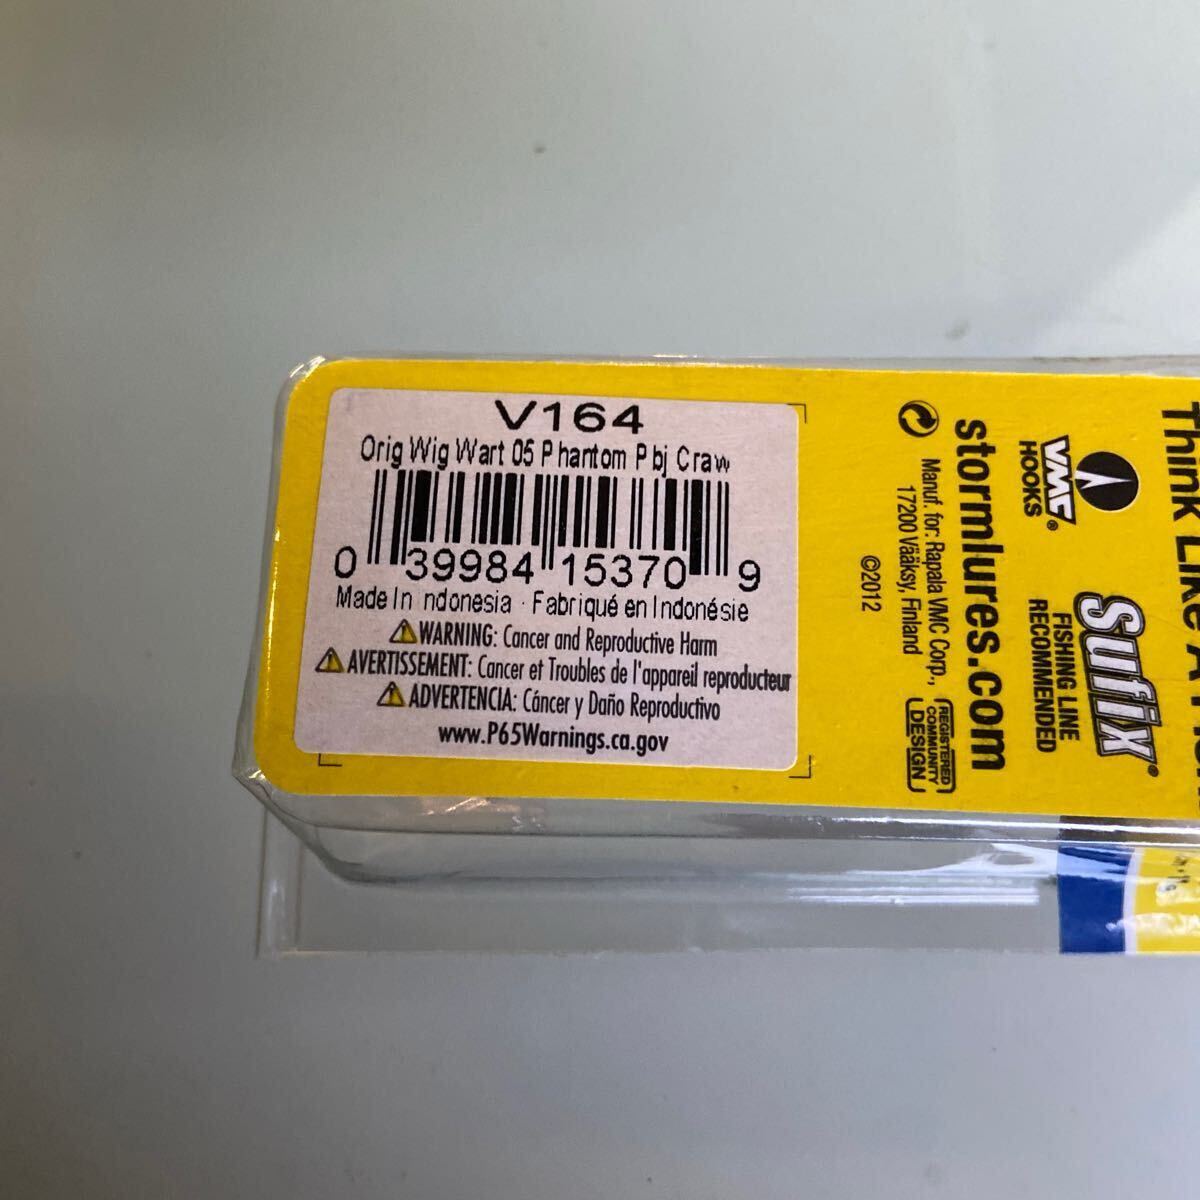 V164
Orig Wig Wart 05 Phantom Pbj Craw
0 39984 15370 9
Made In ndonesia · Fabriqué en Indonésie
WARNING: Cancer and Reproductive Harm
AVERTISSEMENT: Cancer et Troubles de l'appareil reproducteur
ADVERTENCIA: Cáncer y Daño Reproductivo
www.P65Warnings.ca.gov
Think Like A
VMC®
HOOKS
Sufix®
FISHING LINE
RECOMMENDED
stormlures.com
Manuf. for: Rapala VMC Corp.,
17200 Vääksy, Finland
©2012
REGISTERED
COMMUNITY
DESIGN